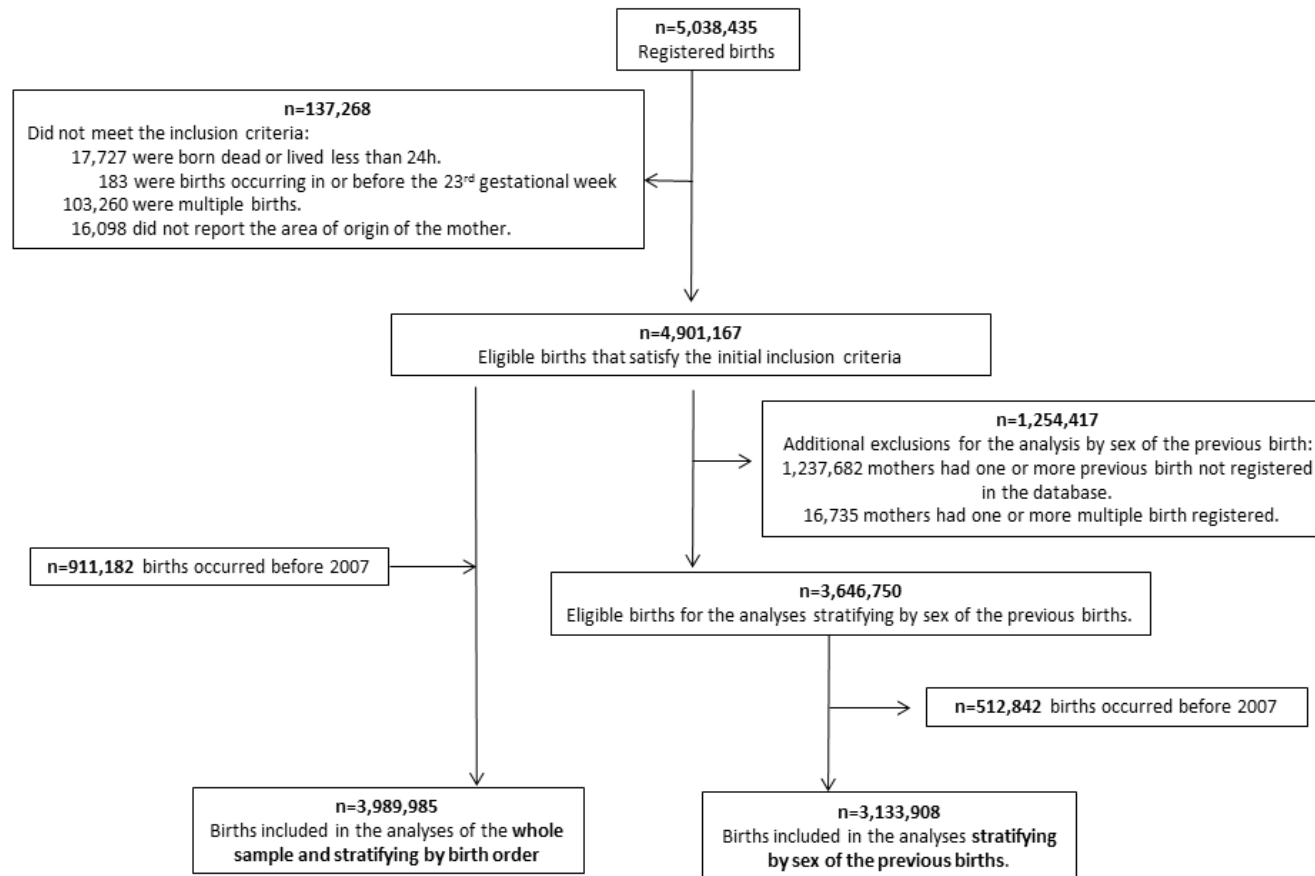 n=5,038,435
Registered births
n=137,268
Did not meet the inclusion criteria:
17,727 were born dead or lived less than 24h.
183 were births occurring in or before the 23rd gestational week
103,260 were multiple births.
16,098 did not report the area of origin of the mother.
n=4,901,167
Eligible births that satisfy the initial inclusion criteria
n=1,254,417
Additional exclusions for the analysis by sex of the previous birth:
1,237,682 mothers had one or more previous birth not registered
in the database.
16,735 mothers had one or more multiple birth registered.
n=911,182 births occurred before 2007
n=3,646,750
Eligible births for the analyses stratifying by sex of the previous births.
n=512,842 births occurred before 2007
n=3,989,985
Births included in the analyses of the whole
sample and stratifying by birth order
n=3,133,908
Births included in the analyses stratifying
by sex of the previous births.